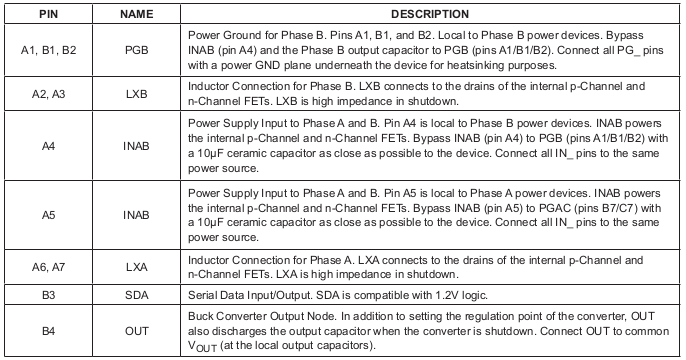 PIN NAME DESCRIPTION
A1, B1, B2 PGB Power Ground for Phase B. Pins A1, B1, and B2. Local to Phase B power devices. Bypass
INAB (pin A4) and the Phase B output capacitor to PGB (pins A1/B1/B2). Connect all PG_ pins
with a power GND plane underneath the device for heatsinking purposes.
A2, A3 LXB Inductor Connection for Phase B. LXB connects to the drains of the internal p-Channel and
n-Channel FETs. LXB is high impedance in shutdown.
A4 INAB Power Supply Input to Phase A and B. Pin A4 is local to Phase B power devices. INAB powers
the internal p-Channel and n-Channel FETs. Bypass INAB (pin A4) to PGB (pins A1/B1/B2) with
a 10µF ceramic capacitor as close as possible to the device. Connect all IN_ pins to the same
power source.
A5 INAB Power Supply Input to Phase A and B. Pin A5 is local to Phase A power devices. INAB powers
the internal p-Channel and n-Channel FETs. Bypass INAB (pin A5) to PGAC (pins B7/C7) with
a 10µF ceramic capacitor as close as possible to the device. Connect all IN_ pins to the same
power source.
A6, A7 LXA Inductor Connection for Phase A. LXA connects to the drains of the internal p-Channel and
n-Channel FETs. LXA is high impedance in shutdown.
B3 SDA Serial Data Input/Output. SDA is compatible with 1.2V logic.
B4 OUT Buck Converter Output Node. In addition to setting the regulation point of the converter, OUT
also discharges the output capacitor when the converter is shutdown. Connect OUT to common
VOUT (at the local output capacitors).